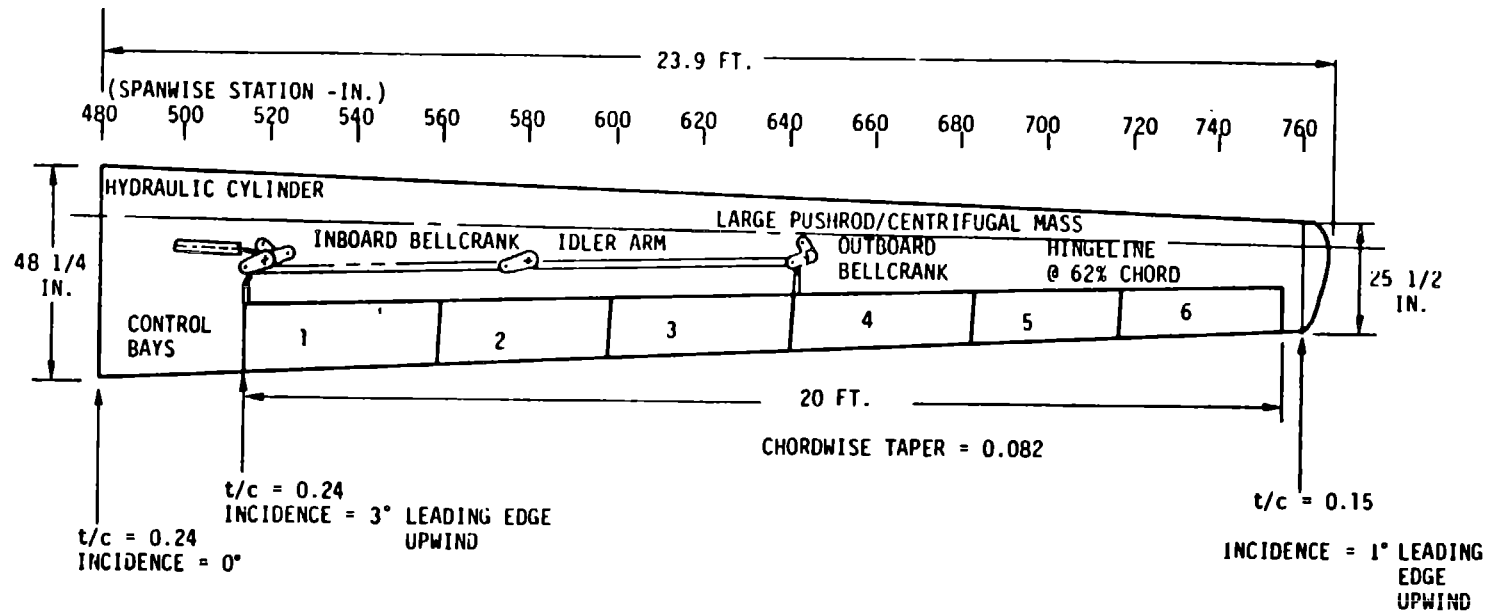 23.9 FT.
(SPANWISE STATION -IN.)
480 500 520 540 560 580 600 620 640 660 680 700 720 740 760
HYDRAULIC CYLINDER
LARGE PUSHROD/CENTRIFUGAL MASS
INBOARD BELLCRANK IDLER ARM OUTBOARD HINGELINE
BELLCRANK @ 62% CHORD
48 1/4
IN.
25 1/2
IN.
CONTROL
BAYS
1 2 3 4 5 6
20 FT.
CHORDWISE TAPER = 0.082
t/c = 0.24
INCIDENCE = 3° LEADING EDGE
UPWIND
t/c = 0.24
INCIDENCE = 0°
t/c = 0.15
INCIDENCE = 1° LEADING
EDGE
UPWIND